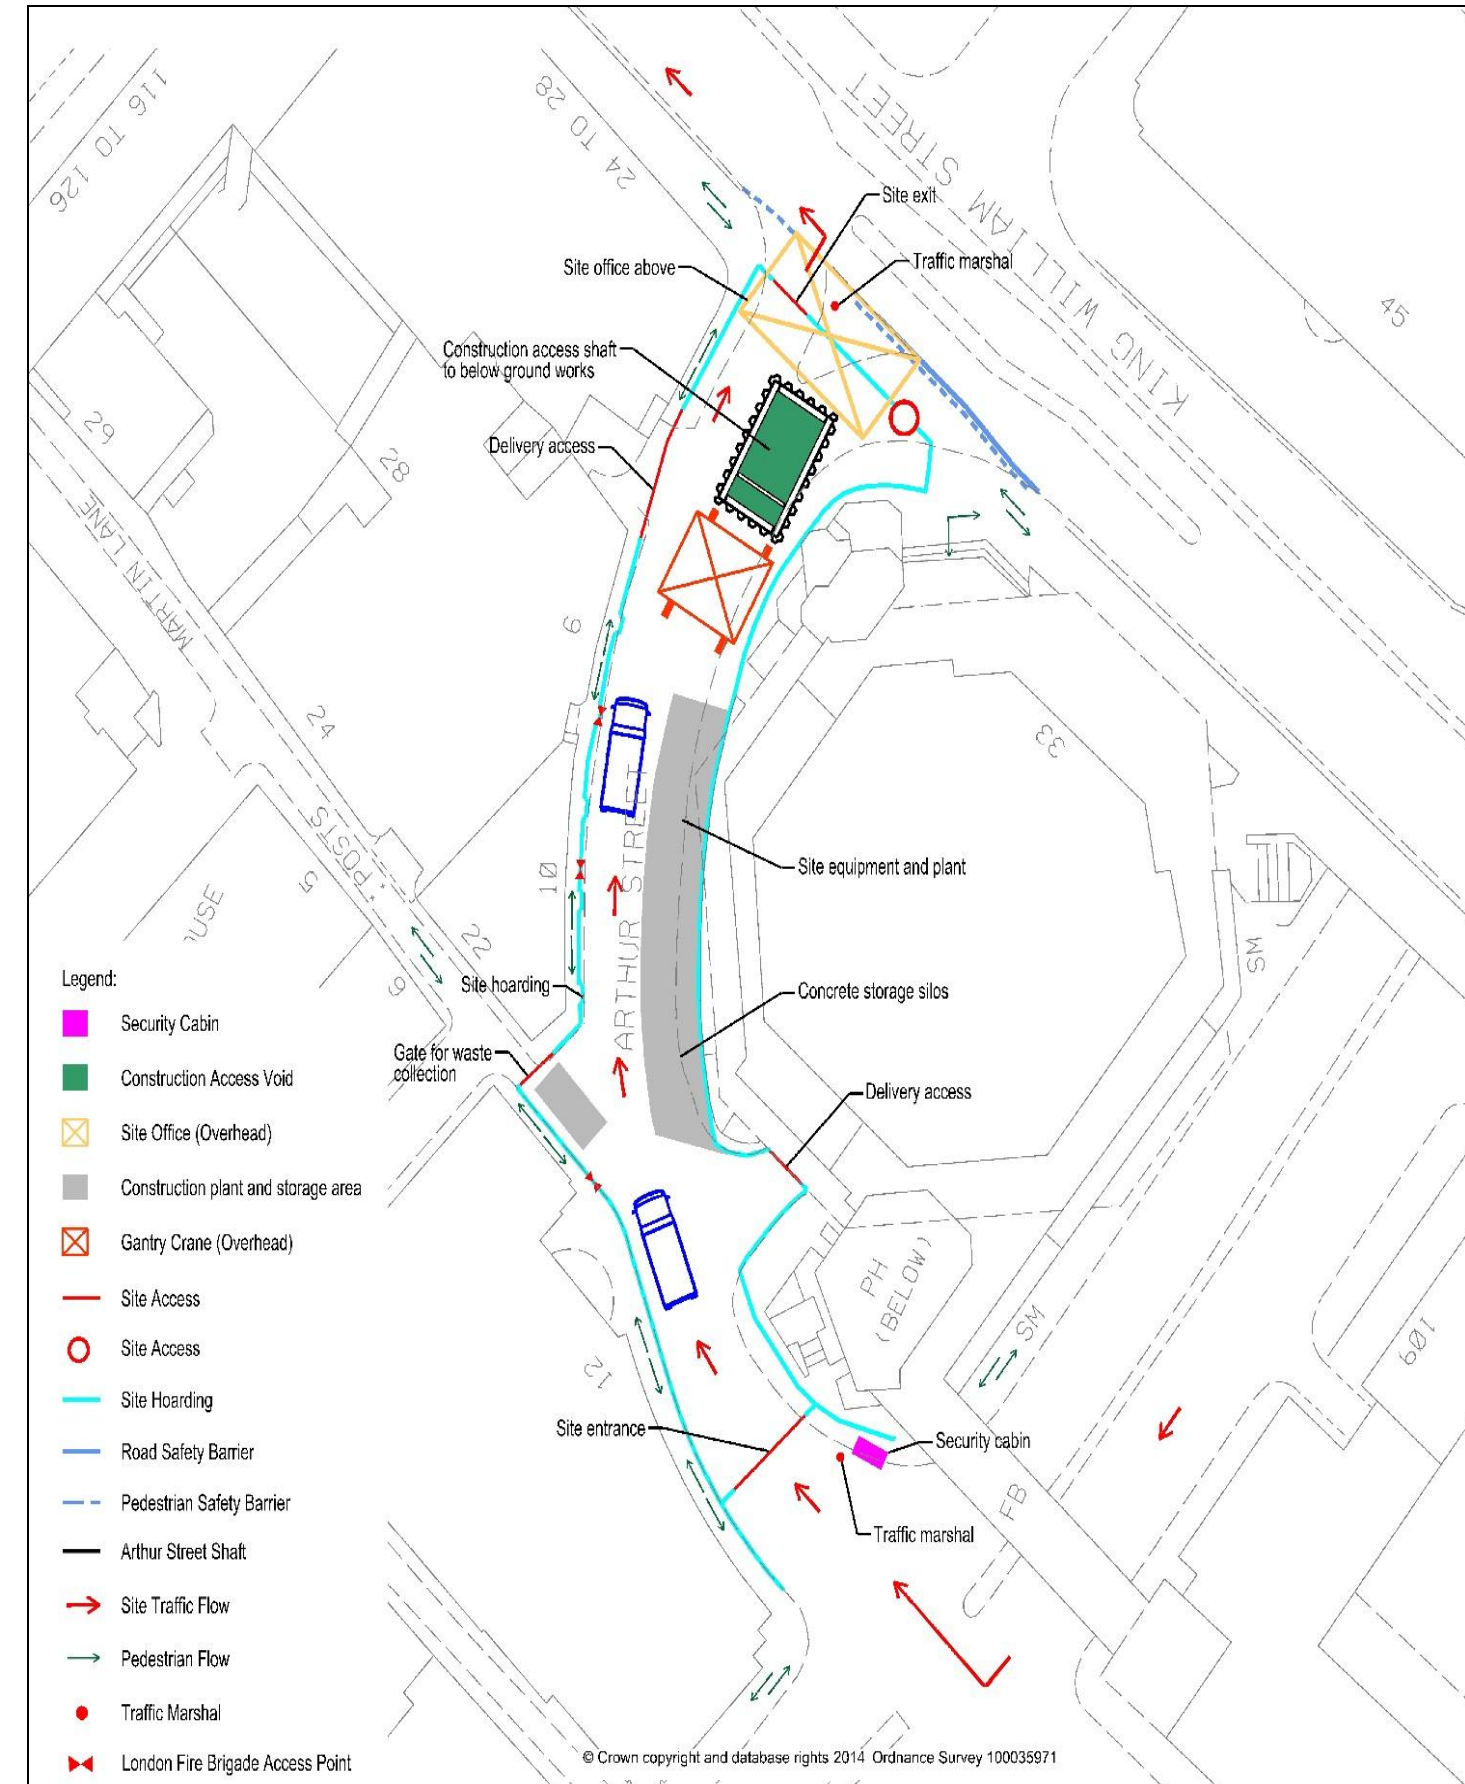 116 TO 126
24 TO 28
KING WILLIAM STREET
45
Site exit
Traffic marshal
Site office above
Construction access shaft
to below ground works
Delivery access
29
28
MARTIN LANE
6
24
33
POSTS
5
10
ARTHUR STREET
Site equipment and plant
USE
22
9
SM
Site hoarding
Concrete storage silos
Gate for waste
collection
Delivery access
PH
(BELOW)
SM
109
12
Site entrance
Security cabin
FB
Traffic marshal
Legend:
Security Cabin
Construction Access Void
Site Office (Overhead)
Construction plant and storage area
Gantry Crane (Overhead)
Site Access
Site Access
Site Hoarding
Road Safety Barrier
Pedestrian Safety Barrier
Arthur Street Shaft
Site Traffic Flow
Pedestrian Flow
Traffic Marshal
London Fire Brigade Access Point
© Crown copyright and database rights 2014 Ordnance Survey 100035971